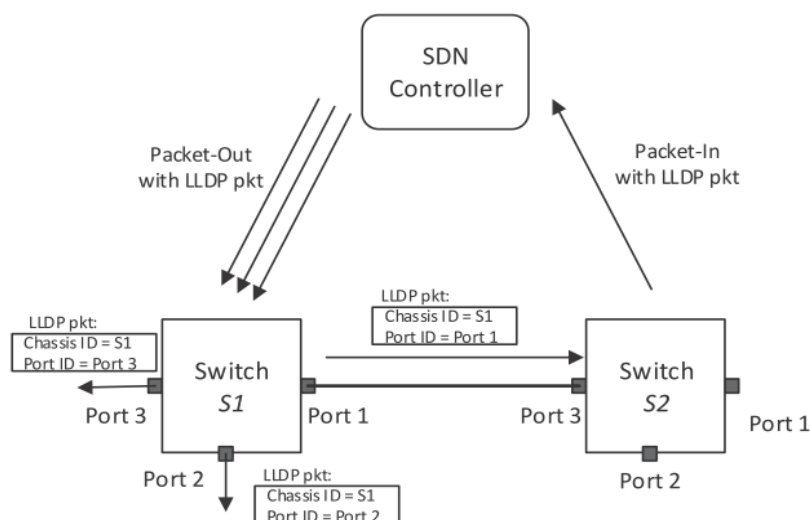 SDN
Controller
Packet-Out
with LLDP pkt
Packet-In
with LLDP pkt
LLDP pkt:
Chassis ID = S1
Port ID = Port 1
LLDP pkt:
Chassis ID = S1
Port ID = Port 3
Switch
S1
Switch
S2
Port 3
Port 1
Port 3
Port 1
Port 2
Port 2
LLDP pkt:
Chassis ID = S1
Port ID = Port 2